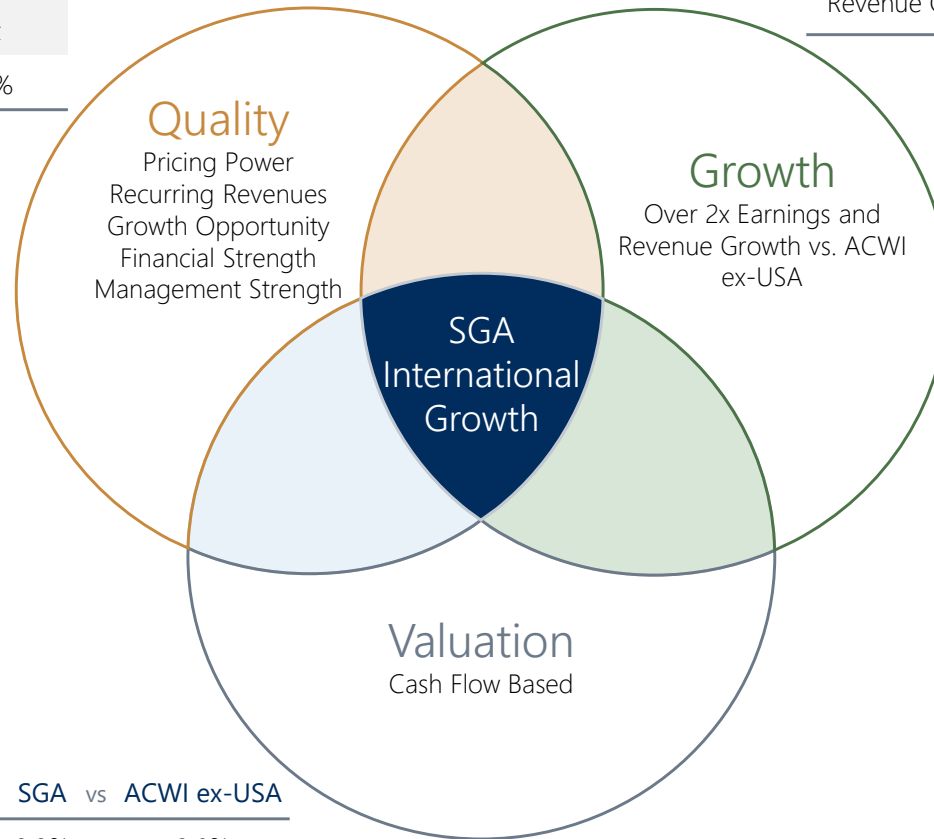 Revenue
%
Quality
Pricing Power
Recurring Revenues
Growth Opportunity
Financial Strength
Management Strength
Growth
Over 2x Earnings and
Revenue Growth vs. ACWI
ex-USA
SGA
International
Growth
Valuation
Cash Flow Based
SGA vs ACWI ex-USA